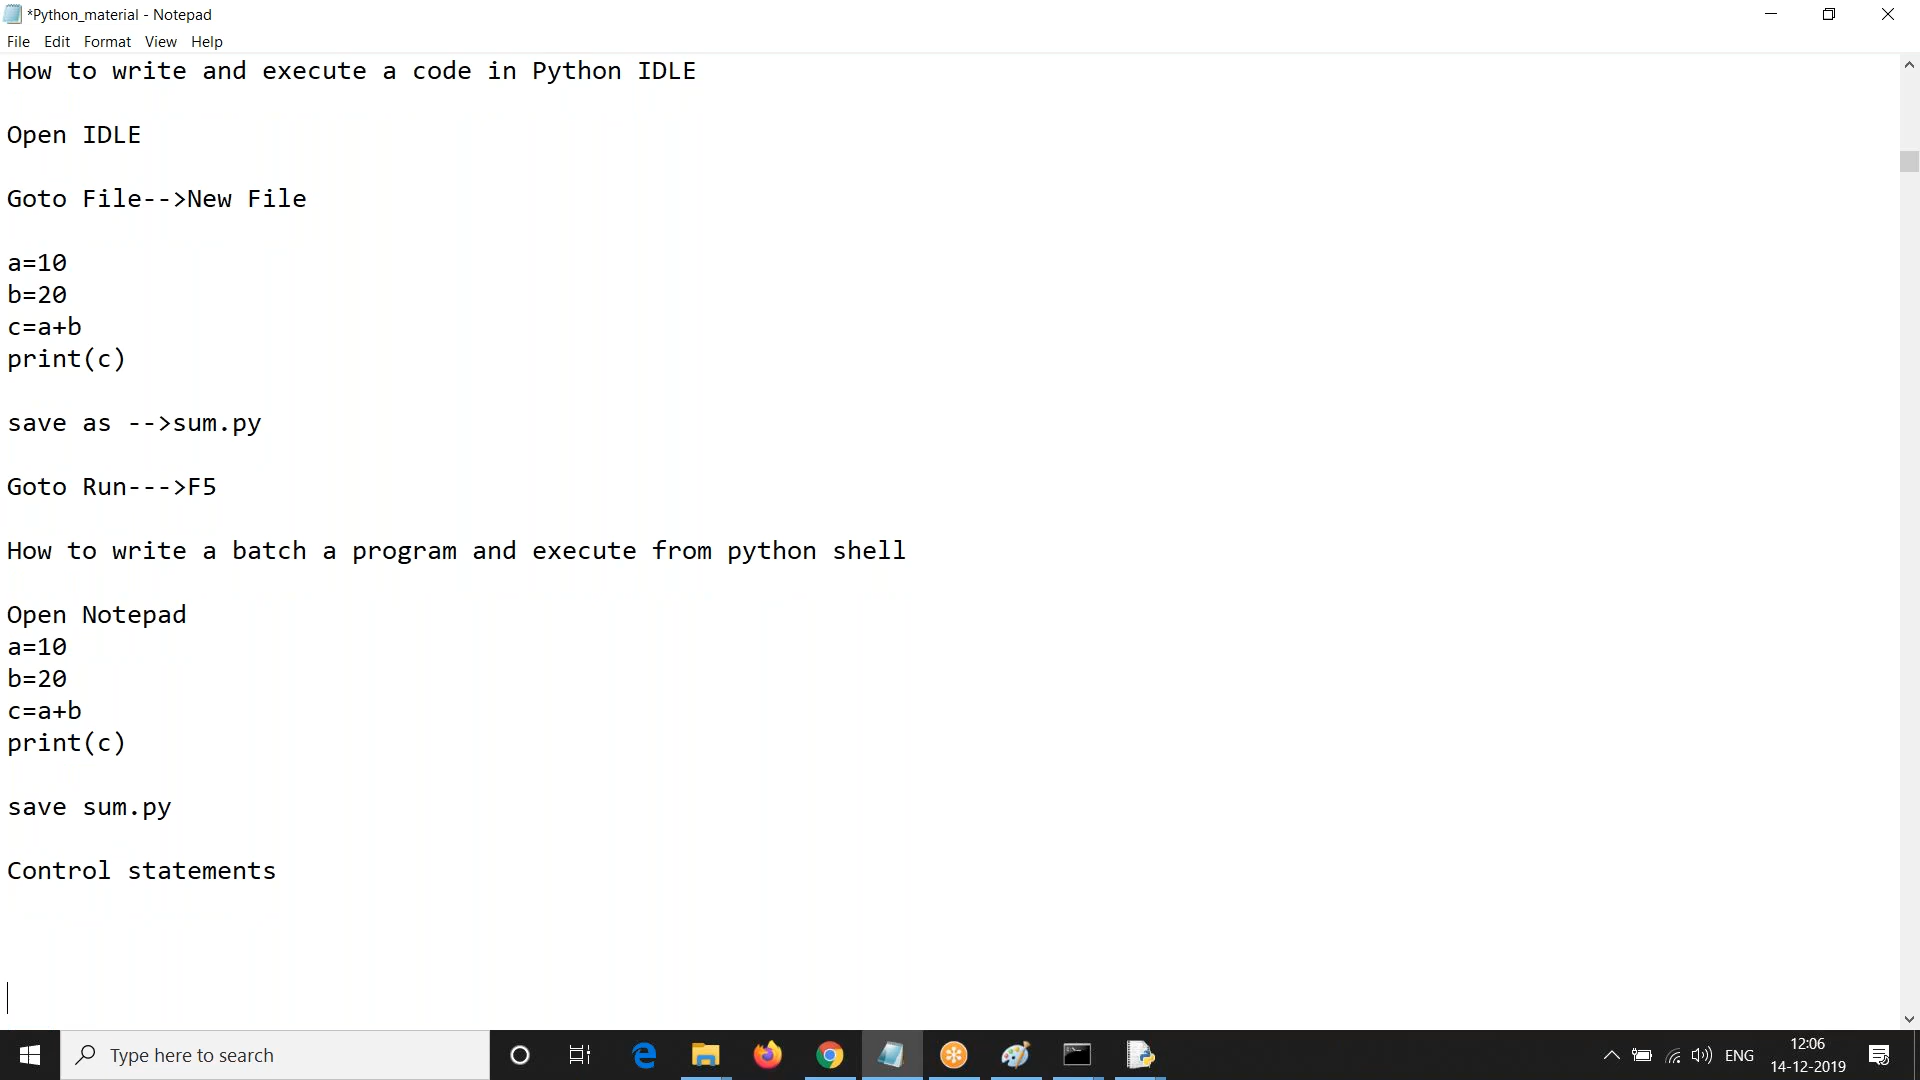 *Python_material - Notepad
File Edit Format View Help
How to write and execute a code in Python IDLE
Open IDLE
Goto File-->New File
a=10
b=20
c=a+b
print(c)
save as -->sum.py
Goto Run--->F5
How to write a batch a program and execute from python shell
Open Notepad
a=10
b=20
c=a+b
print(c)
save sum.py
Control statements
Type here to search
ENG
12:06
14-12-2019